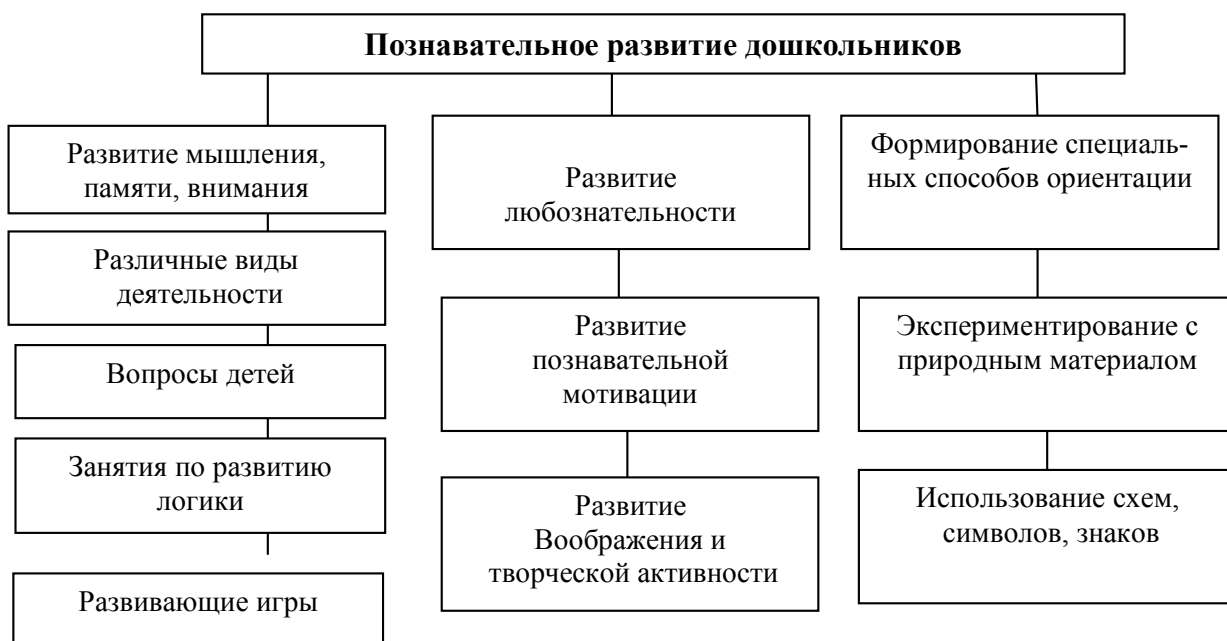 Познавательное развитие дошкольников
Развитие мышления,
памяти, внимания
Различные виды
деятельности
Вопросы детей
Занятия по развитию
логики
Развивающие игры
Развитие
любознательности
Развитие
познавательной
мотивации
Развитие
Воображения и
творческой активности
Формирование специаль-
ных способов ориентации
Экспериментирование с
природным материалом
Использование схем,
символов, знаков